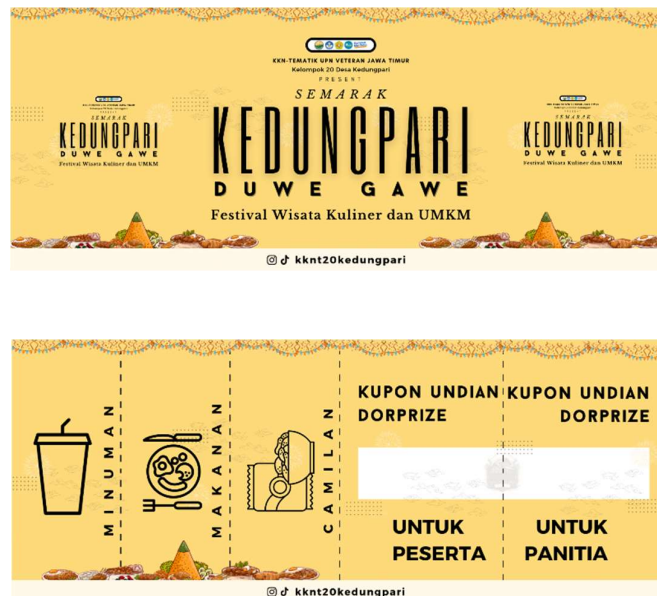 KKN-TEMATIK UPN VETERAN JAWA TIMUR
Kelompok 20 Desa Kedungpari
PRESENT
SEMARAK
KEDUNGPARI
DUWE GAWE
Festival Wisata Kuliner dan UMKM
SEMARAK
KEDUNGPARI
DUWE GAWE
Festival Wisata Kuliner dan UMKM
SEMARAK
KEDUNGPARI
DUWE GAWE
Festival Wisata Kuliner dan UMKM
kknt20kedungpari
MINUMAN
MAKANAN
CAMILAN
KUPON UNDIAN
DORPRIZE
UNTUK
PESERTA
KUPON UNDIAN
DORPRIZE
UNTUK
PANITIA
kknt20kedungpari